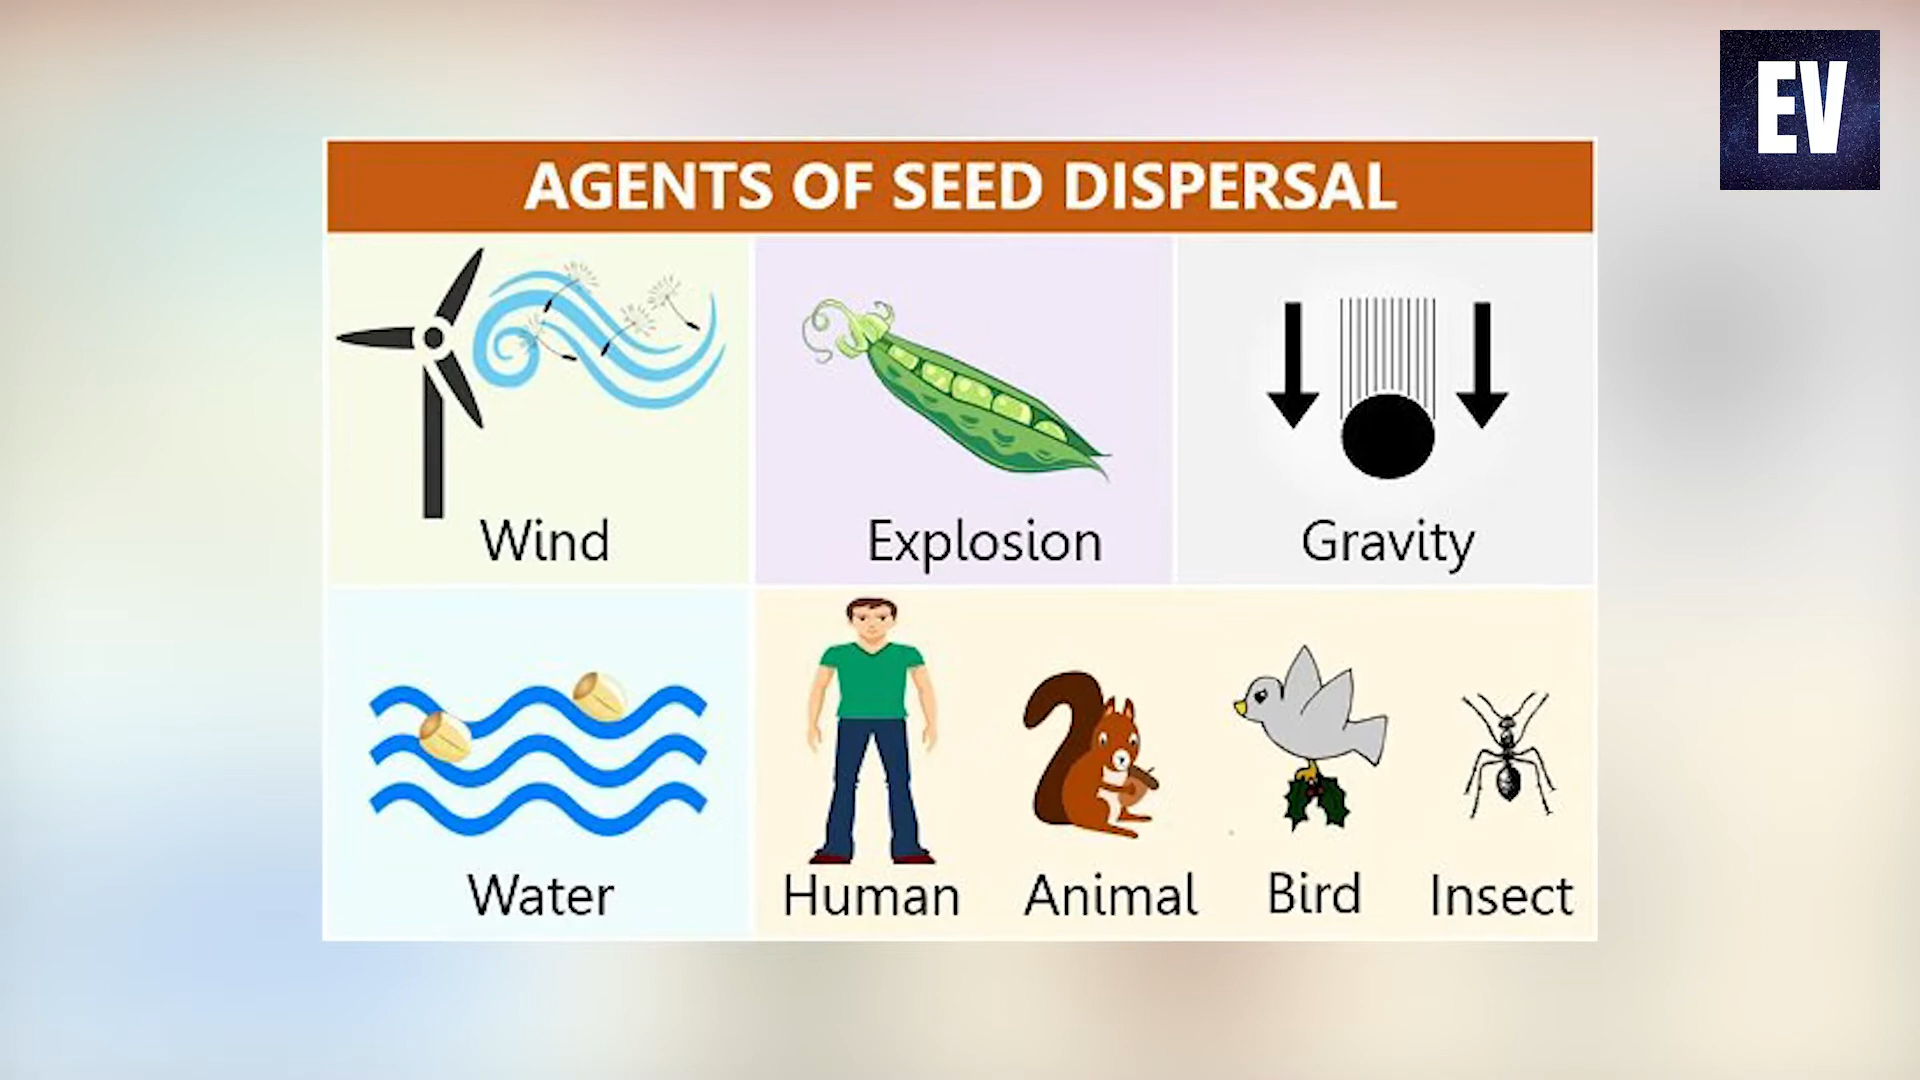 EV
AGENTS OF SEED DISPERSAL
Wind
Explosion
Gravity
Water
Human
Animal
Bird
Insect